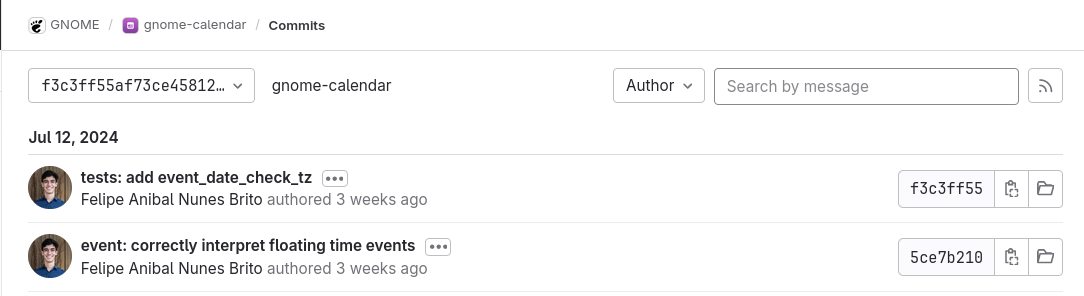 GNOME / gnome-calendar / Commits
f3c3ff55af73ce45812… gnome-calendar Author Search by message
Jul 12, 2024
tests: add event_date_check_tz
Felipe Anibal Nunes Brito authored 3 weeks ago
f3c3ff55
event: correctly interpret floating time events
Felipe Anibal Nunes Brito authored 3 weeks ago
5ce7b210